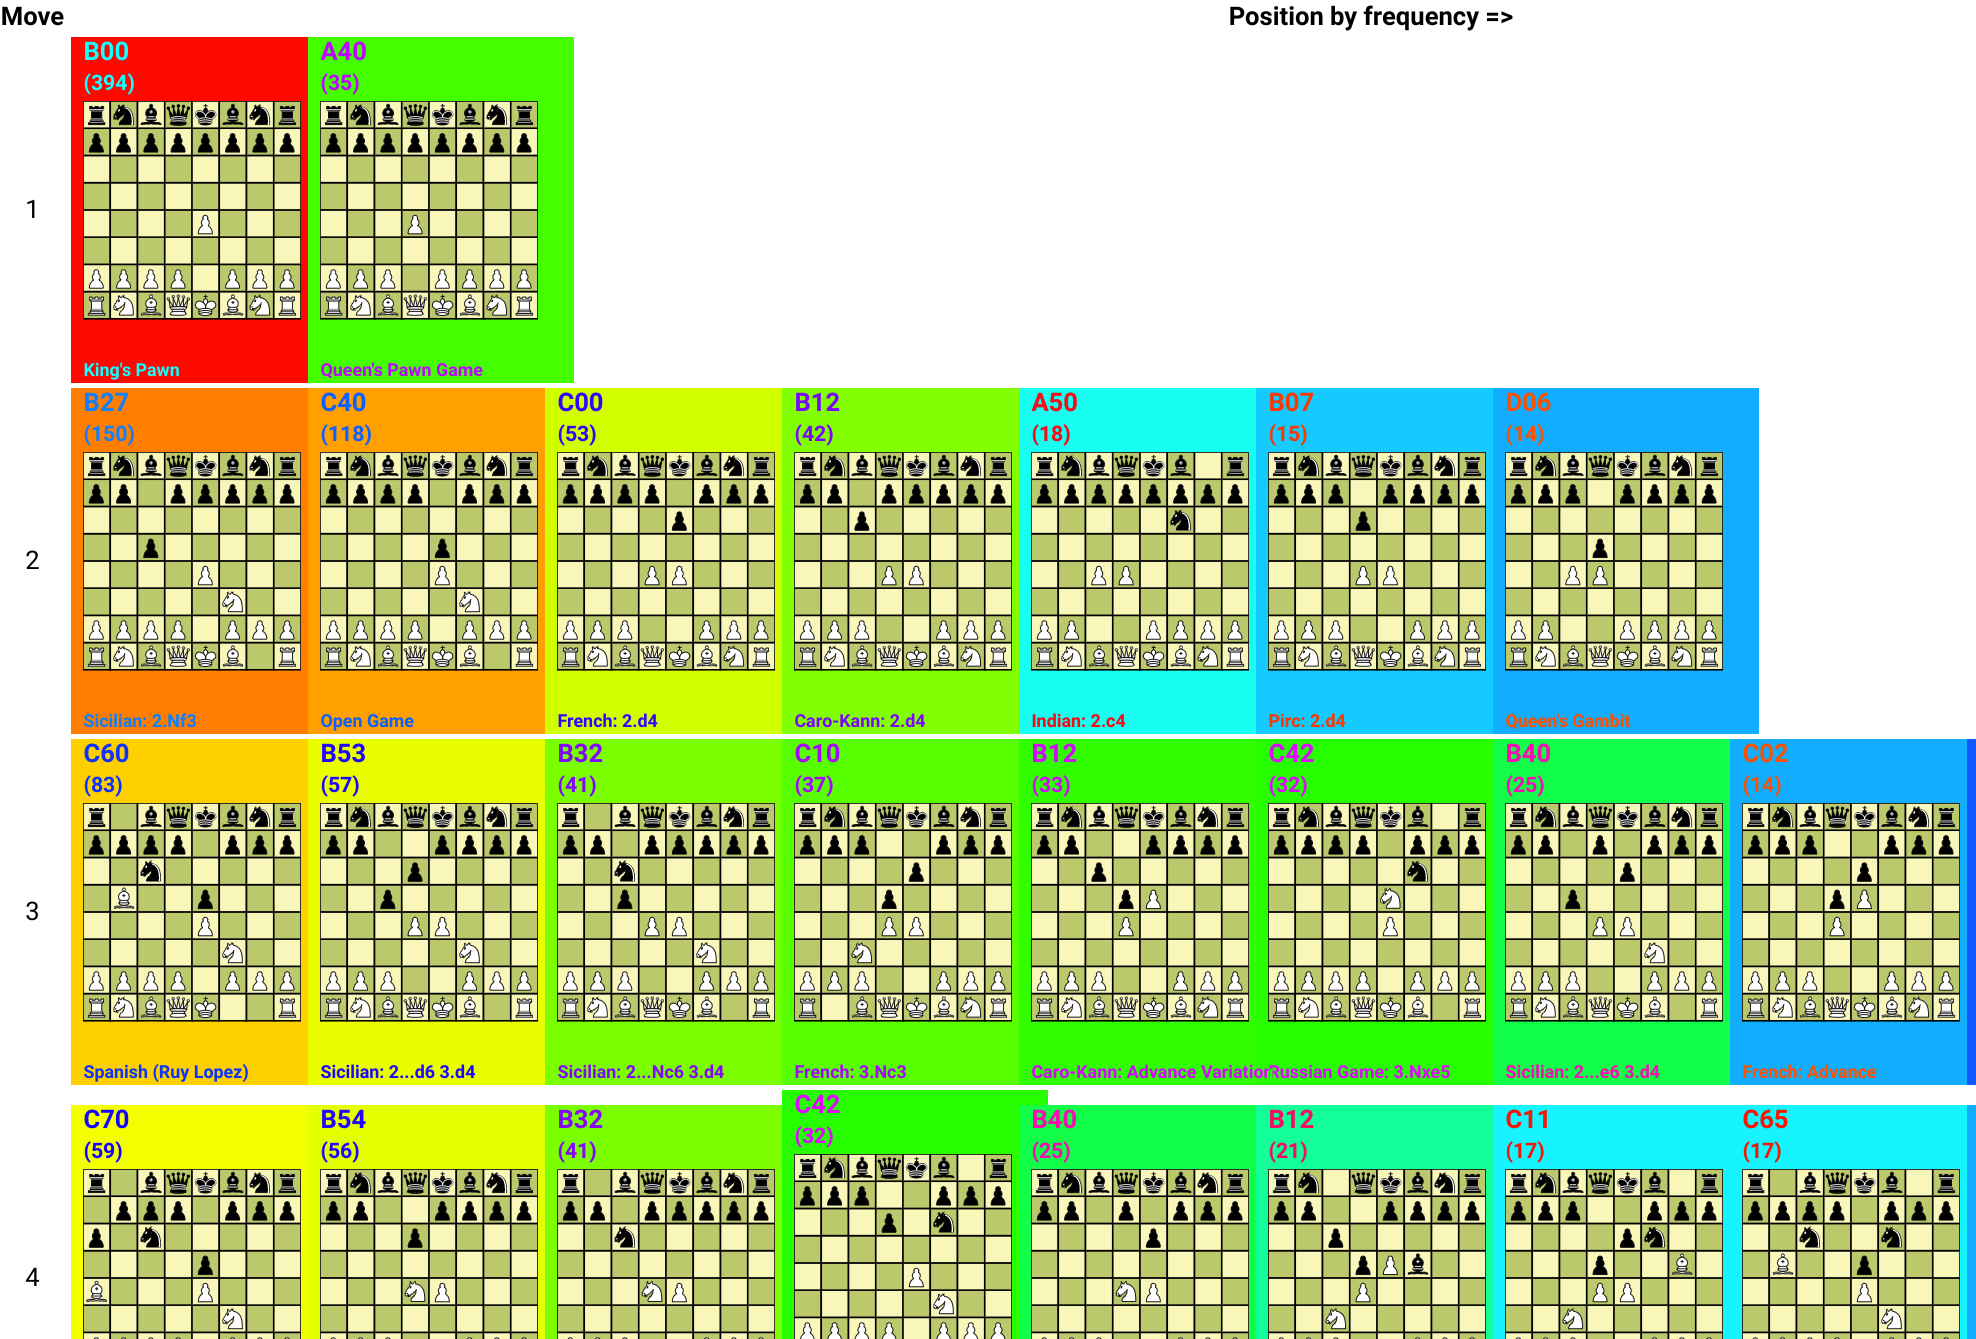 Move
Position by frequency =>
B00
(394)
A40
(35)
1
King's Pawn
Queen's Pawn Game
B27
(150)
C40
(118)
C00
(53)
B12
(42)
A50
(18)
B07
(15)
D06
(14)
2
Sicilian: 2.Nf3
Open Game
French: 2.d4
Caro-Kann: 2.d4
Indian: 2.c4
Pirc: 2.d4
Queen's Gambit
C60
(83)
B53
(57)
B32
(41)
C10
(37)
B12
(33)
C42
(32)
B40
(25)
C02
(14)
3
Spanish (Ruy Lopez)
Sicilian: 2...d6 3.d4
Sicilian: 2...Nc6 3.d4
French: 3.Nc3
Caro-Kann: Advance Variation
Russian Game: 3.Nxe5
Sicilian: 2...e6 3.d4
French: Advance
C70
(59)
B54
(56)
B32
(41)
C42
(32)
B40
(25)
B12
(21)
C11
(17)
C65
(17)
4